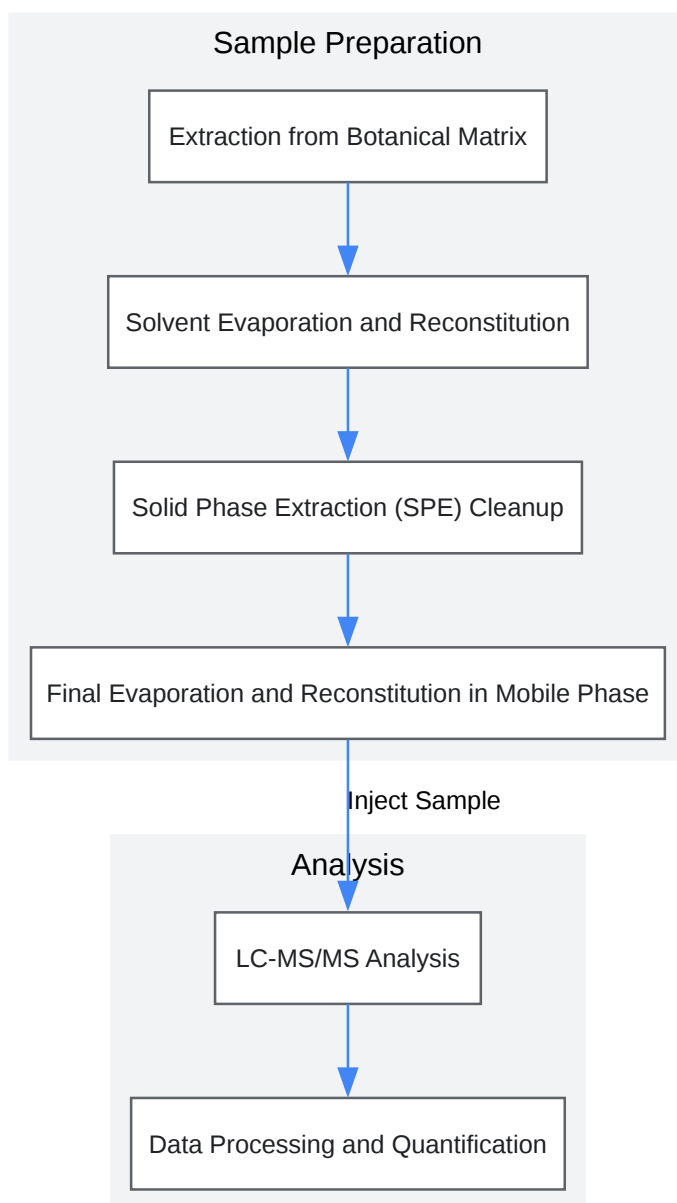 Sample Preparation
Extraction from Botanical Matrix
Solvent Evaporation and Reconstitution
Solid Phase Extraction (SPE) Cleanup
Final Evaporation and Reconstitution in Mobile Phase
Inject Sample
Analysis
LC-MS/MS Analysis
Data Processing and Quantification